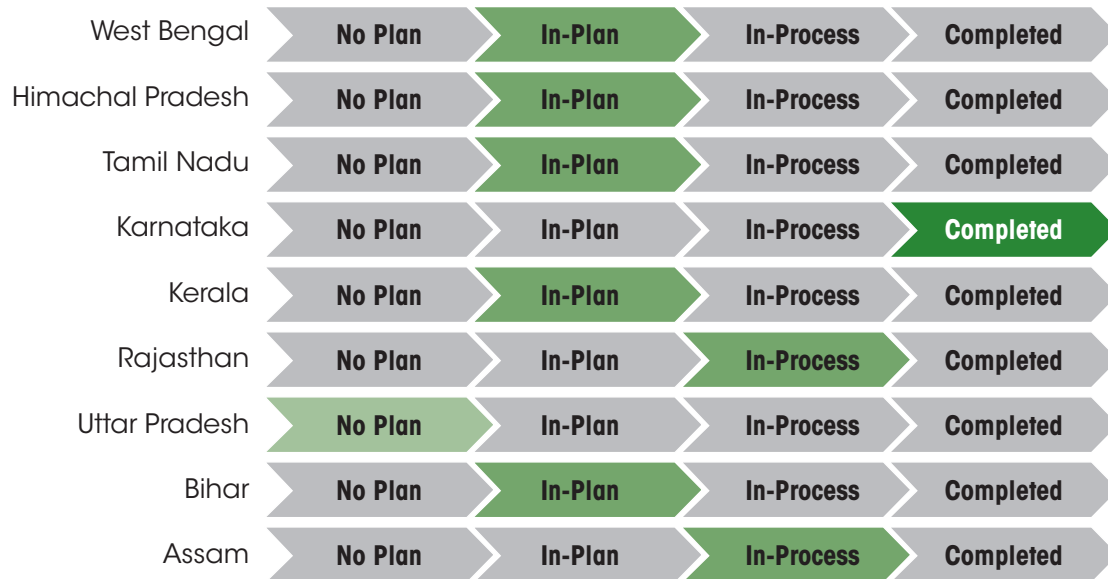 West Bengal No Plan In-Plan In-Process Completed
Himachal Pradesh No Plan In-Plan In-Process Completed
Tamil Nadu No Plan In-Plan In-Process Completed
Karnataka No Plan In-Plan In-Process Completed
Kerala No Plan In-Plan In-Process Completed
Rajasthan No Plan In-Plan In-Process Completed
Uttar Pradesh No Plan In-Plan In-Process Completed
Bihar No Plan In-Plan In-Process Completed
Assam No Plan In-Plan In-Process Completed